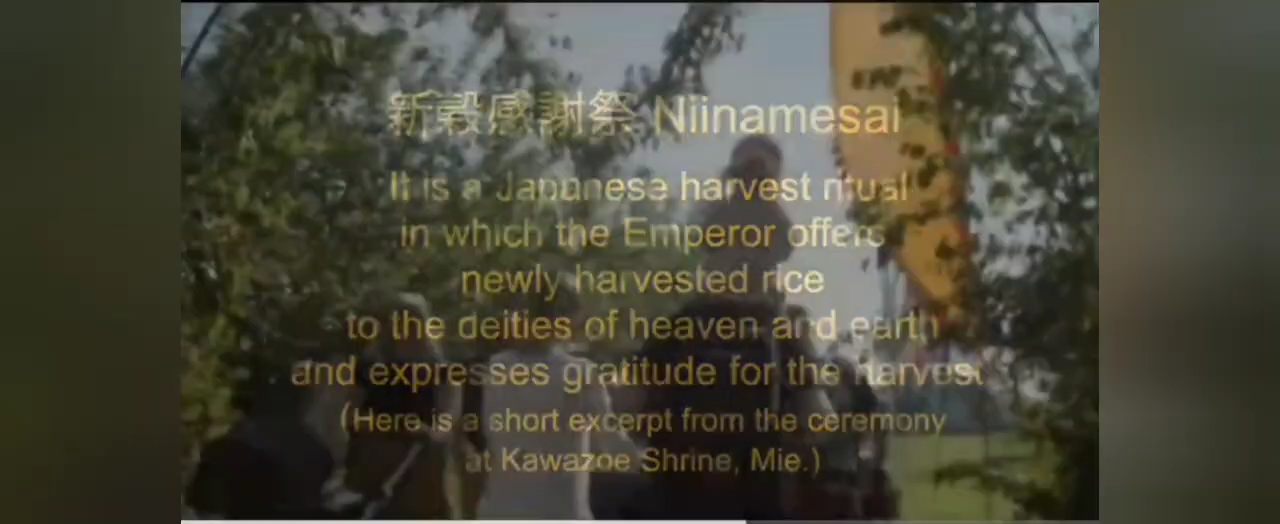 新穀感謝祭 Niinamesai
It is a Japanese harvest ritual
in which the Emperor offers
newly harvested rice
to the deities of heaven and earth
and expresses gratitude for the harvest
(Here is a short excerpt from the ceremony
at Kawazoe Shrine, Mie.)